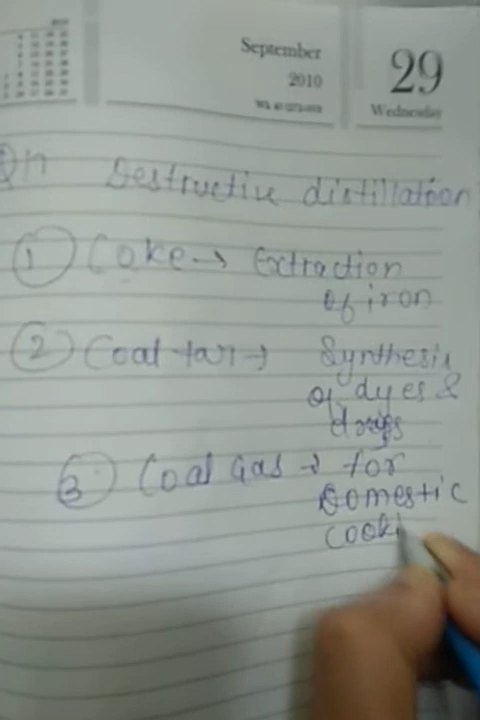 September
2010
29
Wednesday
Destructive distillation
① Coke → Extraction
of iron
② Coal tar → Synthesis
of dyes &
drugs
③ Coal Gas → for
Domestic
cooki